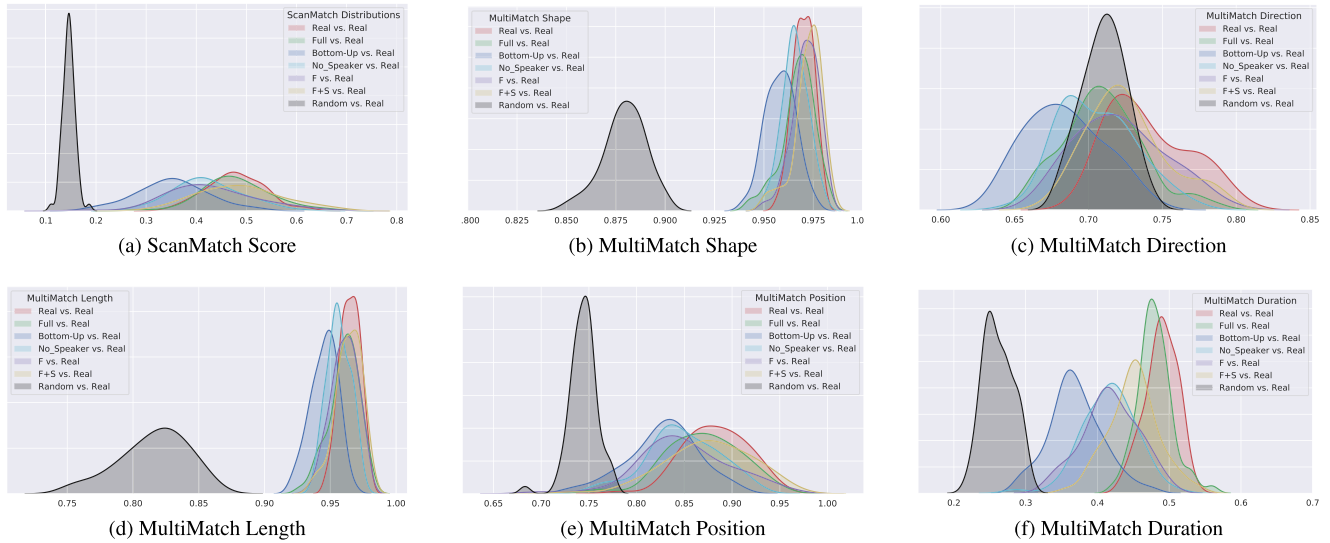 ScanMatch Distributions
Real vs. Real
Full vs. Real
Bottom-Up vs. Real
No_Speaker vs. Real
F vs. Real
F+S vs. Real
Random vs. Real
0.1 0.2 0.3 0.4 0.5 0.6 0.7 0.8
(a) ScanMatch Score
MultiMatch Shape
Real vs. Real
Full vs. Real
Bottom-Up vs. Real
No_Speaker vs. Real
F vs. Real
F+S vs. Real
Random vs. Real
.800 0.825 0.850 0.875 0.900 0.925 0.950 0.975 1.0
(b) MultiMatch Shape
MultiMatch Direction
Real vs. Real
Full vs. Real
Bottom-Up vs. Real
No_Speaker vs. Real
F vs. Real
F+S vs. Real
Random vs. Real
0.60 0.65 0.70 0.75 0.80 0.85
(c) MultiMatch Direction
MultiMatch Length
Real vs. Real
Full vs. Real
Bottom-Up vs. Real
No_Speaker vs. Real
F vs. Real
F+S vs. Real
Random vs. Real
0.75 0.80 0.85 0.90 0.95 1.00
(d) MultiMatch Length
MultiMatch Position
Real vs. Real
Full vs. Real
Bottom-Up vs. Real
No_Speaker vs. Real
F vs. Real
F+S vs. Real
Random vs. Real
0.65 0.70 0.75 0.80 0.85 0.90 0.95 1.00
(e) MultiMatch Position
MultiMatch Duration
Real vs. Real
Full vs. Real
Bottom-Up vs. Real
No_Speaker vs. Real
F vs. Real
F+S vs. Real
Random vs. Real
0.2 0.3 0.4 0.5 0.6 0.7
(f) MultiMatch Duration